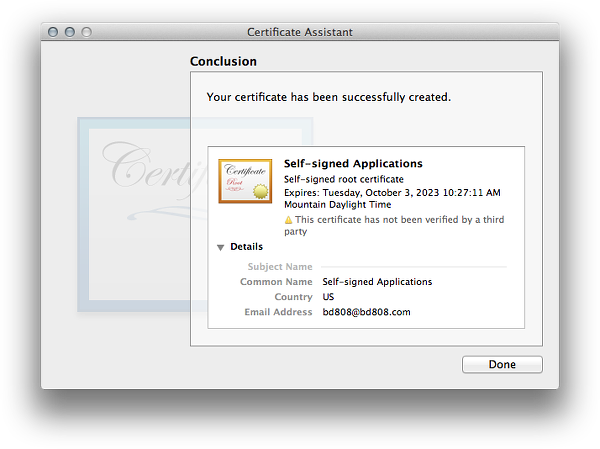 Certificate Assistant
Conclusion
Your certificate has been successfully created.
Certificate
Certificate
Root
Self-signed Applications
Self-signed root certificate
Expires: Tuesday, October 3, 2023 10:27:11 AM
Mountain Daylight Time
This certificate has not been verified by a third
party
Details
Subject Name
Common Name Self-signed Applications
Country US
Email Address bd808@bd808.com
Done